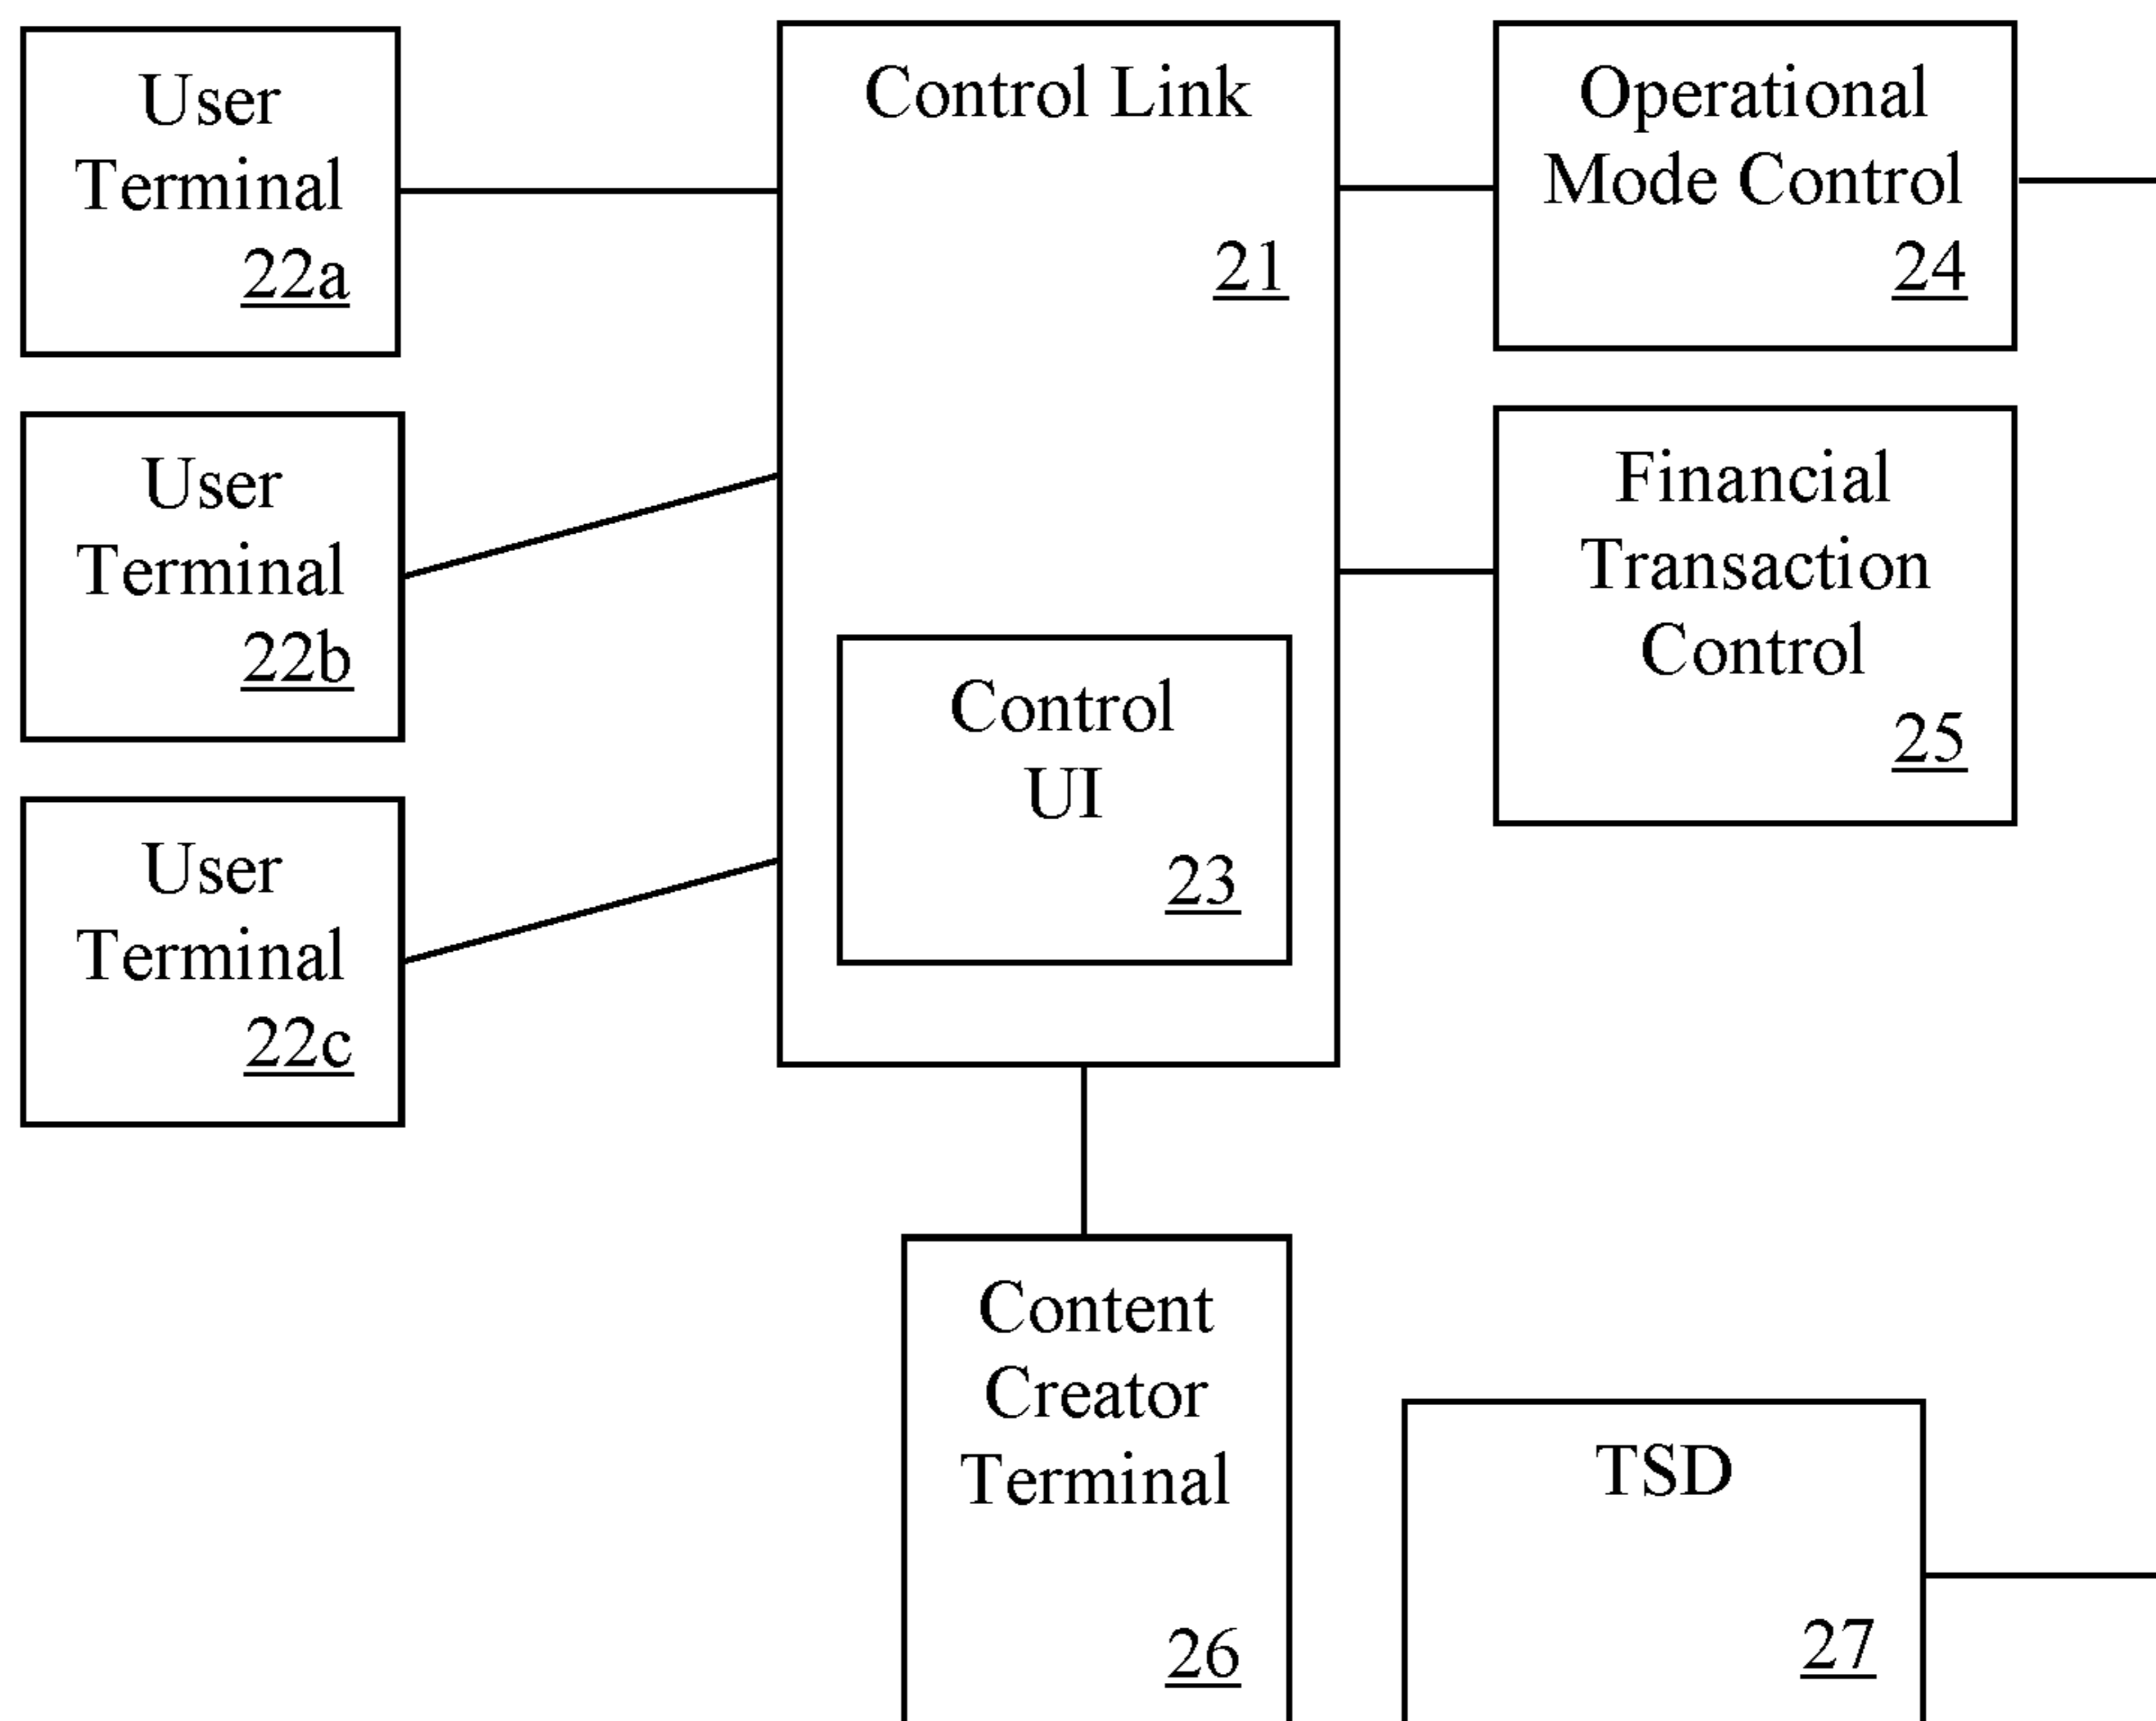 User
Terminal
22a
User
Terminal
22b
User
Terminal
22c
Control Link
21
Control
UI
23
Operational
Mode Control
24
Financial
Transaction
Control
25
Content
Creator
Terminal
26
TSD
27